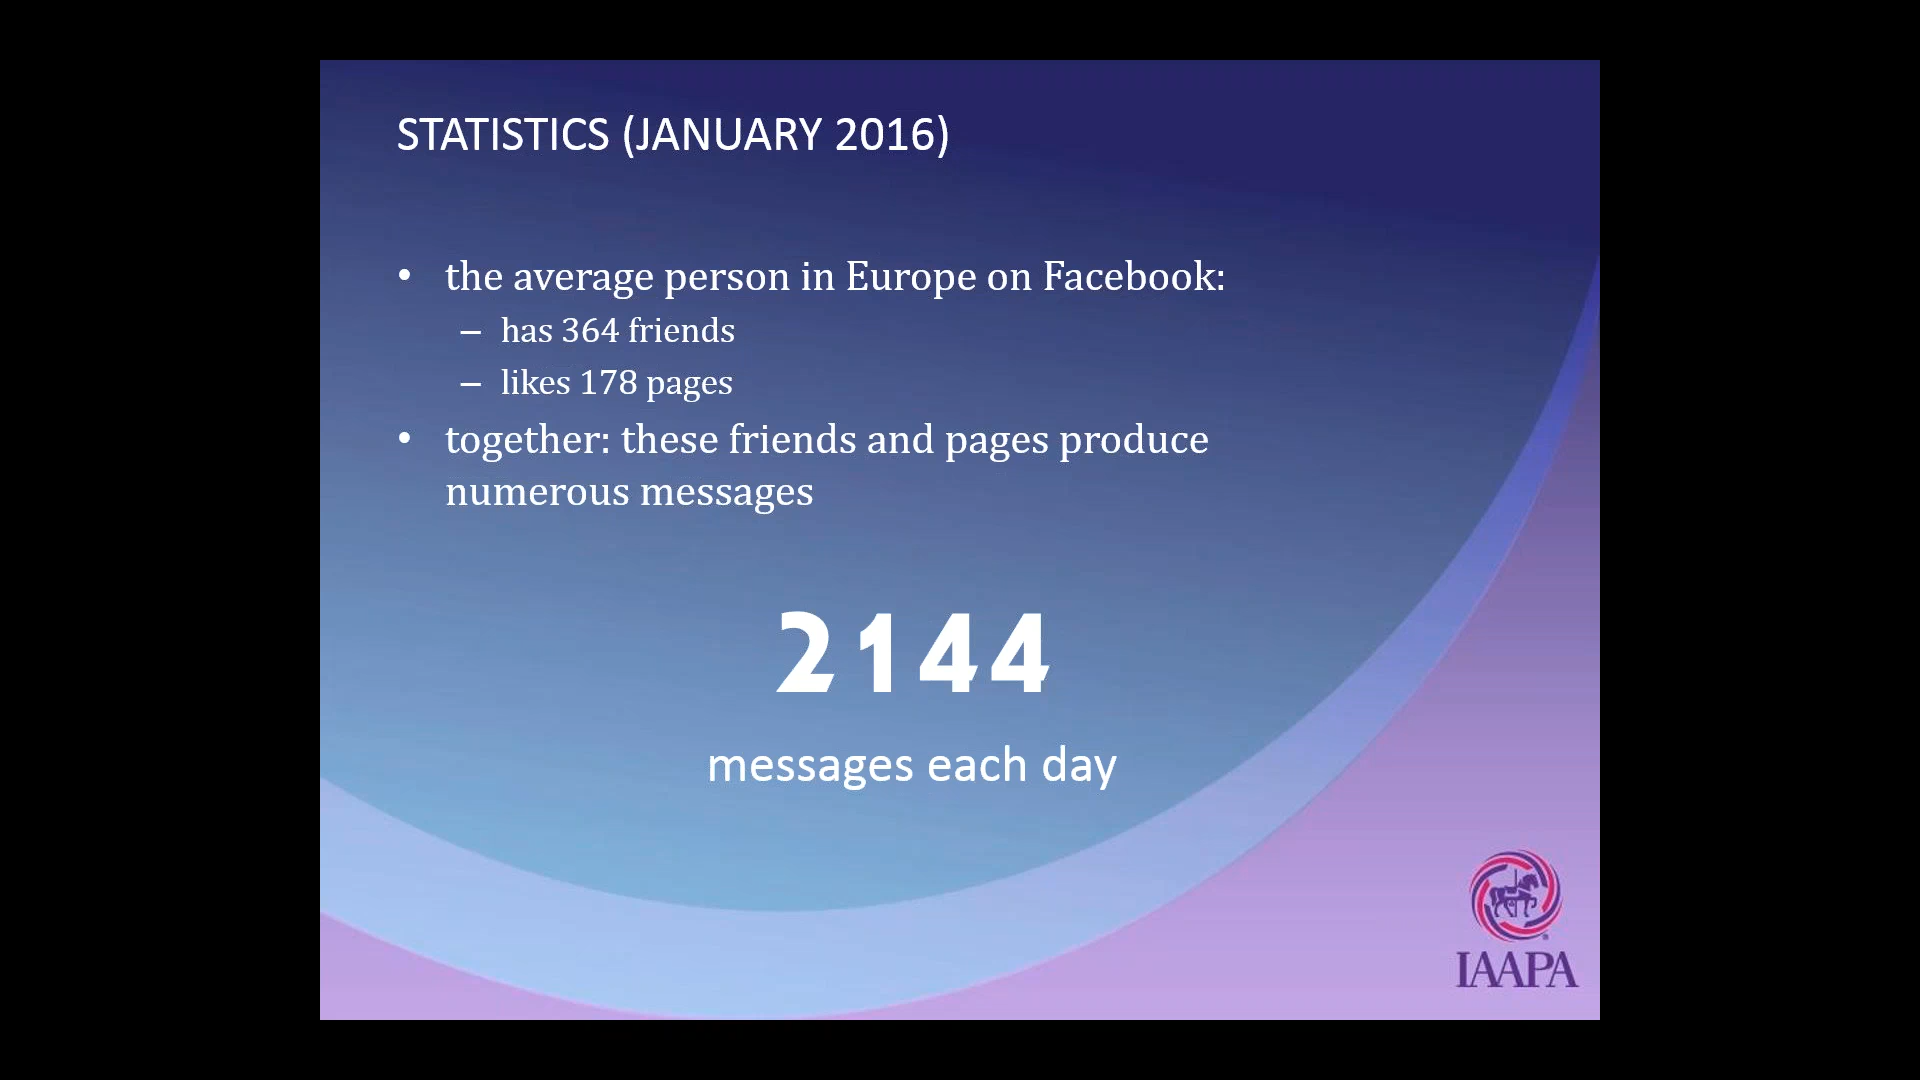 STATISTICS (JANUARY 2016)
• the average person in Europe on Facebook:
– has 364 friends
– likes 178 pages
• together: these friends and pages produce
numerous messages
2144
messages each day
IAAPA